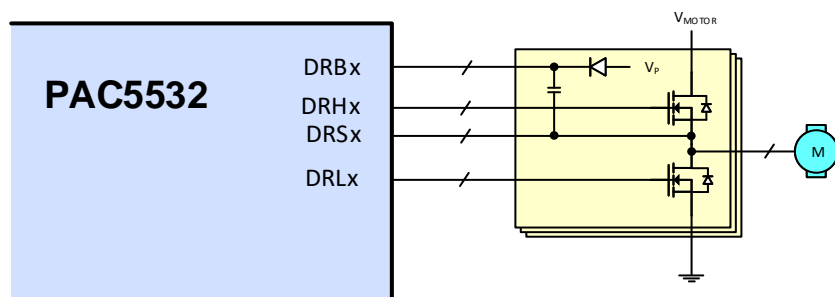 VMOTOR
DRBx
VP
PAC5532
DRHx
DRSx
M
DRLx